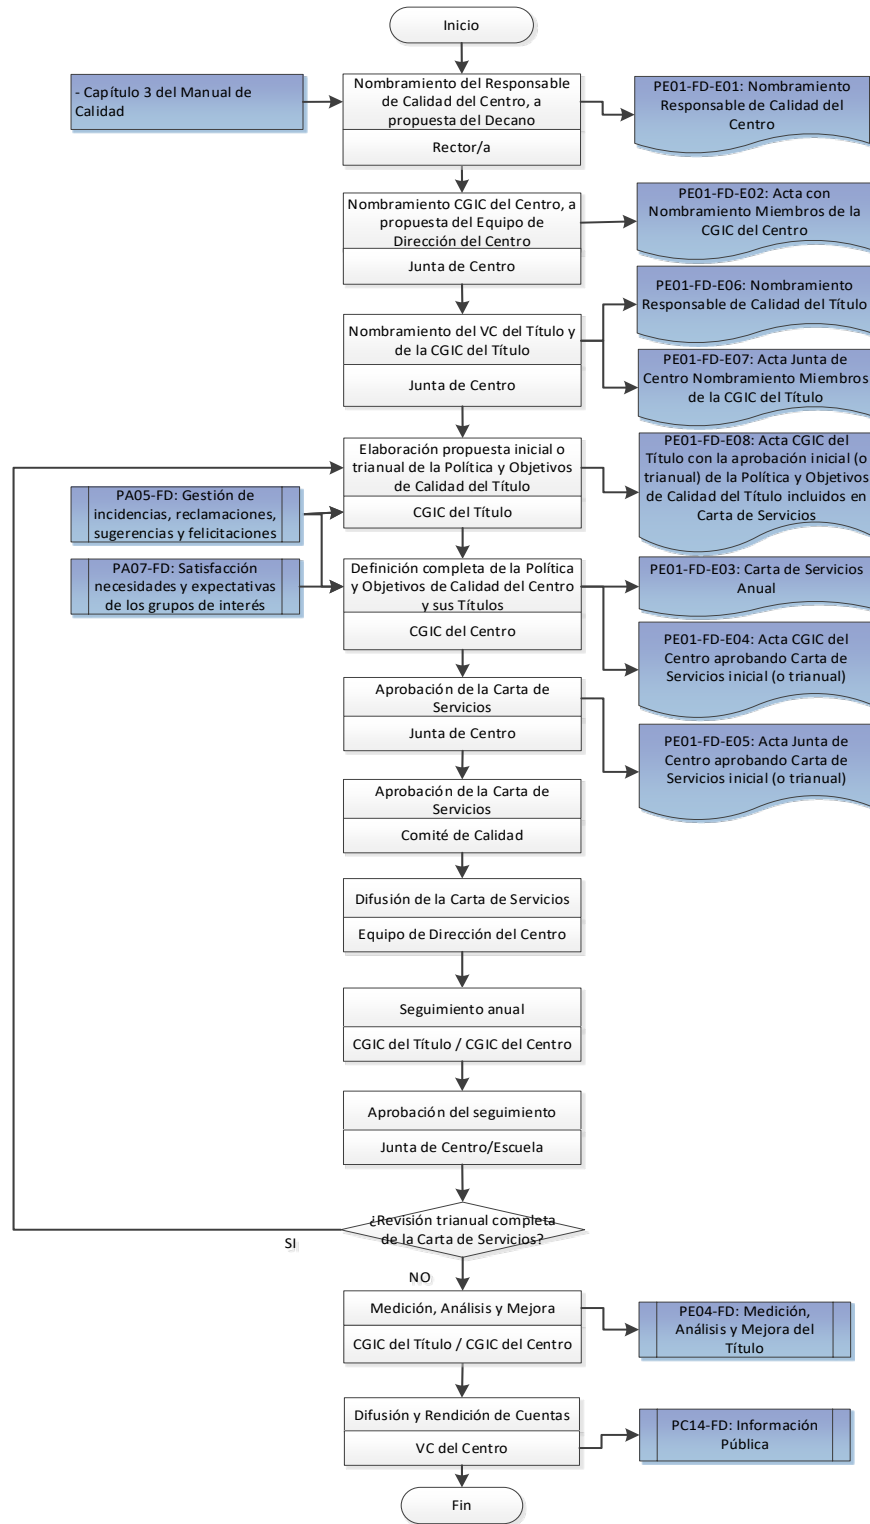 Inicio
- Capítulo 3 del Manual de
Calidad
Nombramiento del Responsable
de Calidad del Centro, a
propuesta del Decano
Rector/a
PE01-FD-E01: Nombramiento
Responsable de Calidad del
Centro
Nombramiento CGIC del Centro, a
propuesta del Equipo de
Dirección del Centro
Junta de Centro
PE01-FD-E02: Acta con
Nombramiento Miembros de la
CGIC del Centro
Nombramiento del VC del Título y
de la CGIC del Título
Junta de Centro
PE01-FD-E06: Nombramiento
Responsable de Calidad del Título
PE01-FD-E07: Acta Junta de
Centro Nombramiento Miembros
de la CGIC del Título
Elaboración propuesta inicial o
trianual de la Política y Objetivos
de Calidad del Título
CGIC del Título
PE01-FD-E08: Acta CGIC del
Título con la aprobación inicial (o
trianual) de la Política y Objetivos
de Calidad del Título incluidos en
Carta de Servicios
PA05-FD: Gestión de
incidencias, reclamaciones,
sugerencias y felicitaciones
PA07-FD: Satisfacción
necesidades y expectativas
de los grupos de interés
Definición completa de la Política
y Objetivos de Calidad del Centro
y sus Títulos
CGIC del Centro
PE01-FD-E03: Carta de Servicios
Anual
PE01-FD-E04: Acta CGIC del
Centro aprobando Carta de
Servicios inicial (o trianual)
Aprobación de la Carta de
Servicios
Junta de Centro
PE01-FD-E05: Acta Junta de
Centro aprobando Carta de
Servicios inicial (o trianual)
Aprobación de la Carta de
Servicios
Comité de Calidad
Difusión de la Carta de Servicios
Equipo de Dirección del Centro
Seguimiento anual
CGIC del Título / CGIC del Centro
Aprobación del seguimiento
Junta de Centro/Escuela
¿Revisión trianual completa
de la Carta de Servicios?
SI
NO
Medición, Análisis y Mejora
CGIC del Título / CGIC del Centro
PE04-FD: Medición,
Análisis y Mejora del
Título
Difusión y Rendición de Cuentas
VC del Centro
PC14-FD: Información
Pública
Fin